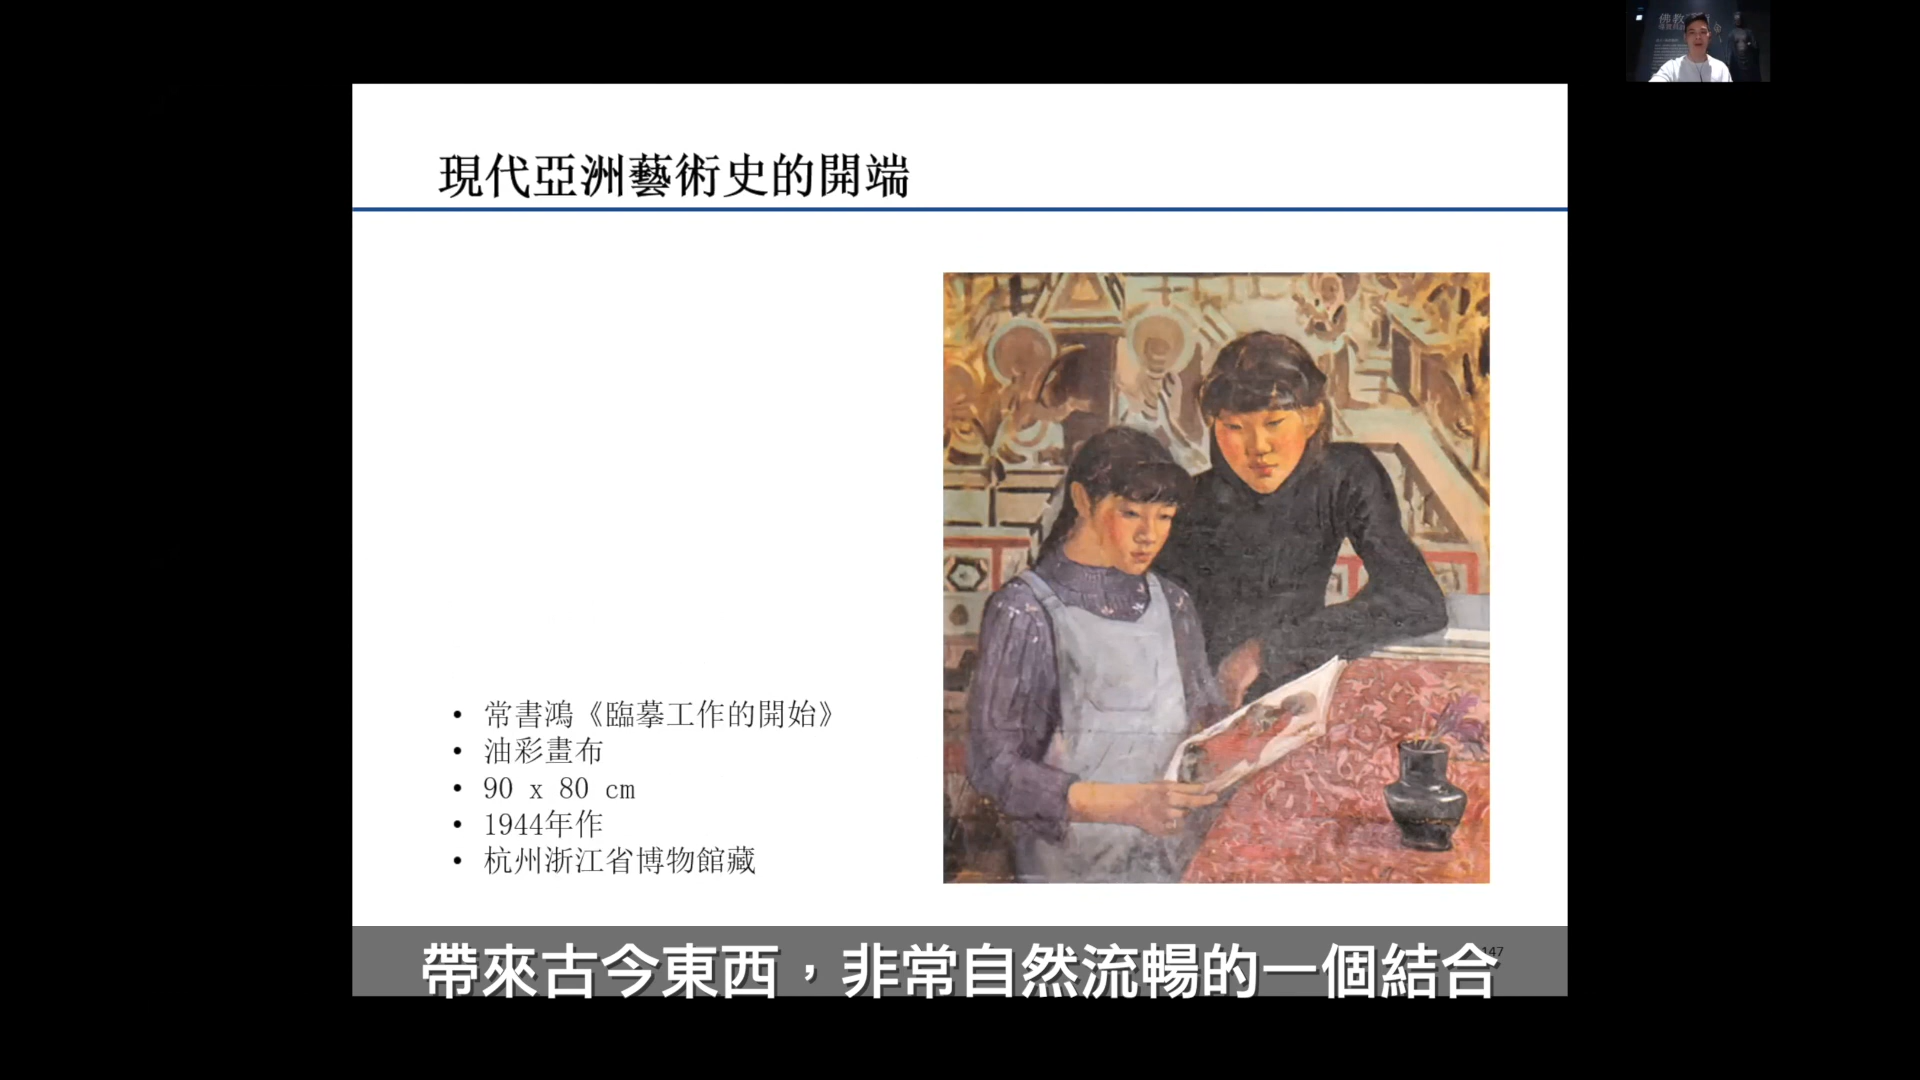 佛教
現代亞洲藝術史的開端
• 常書鴻《臨摹工作的開始》
• 油彩畫布
• 90 x 80 cm
• 1944年作
• 杭州浙江省博物館藏
147
帶來古今東西，非常自然流暢的一個結合